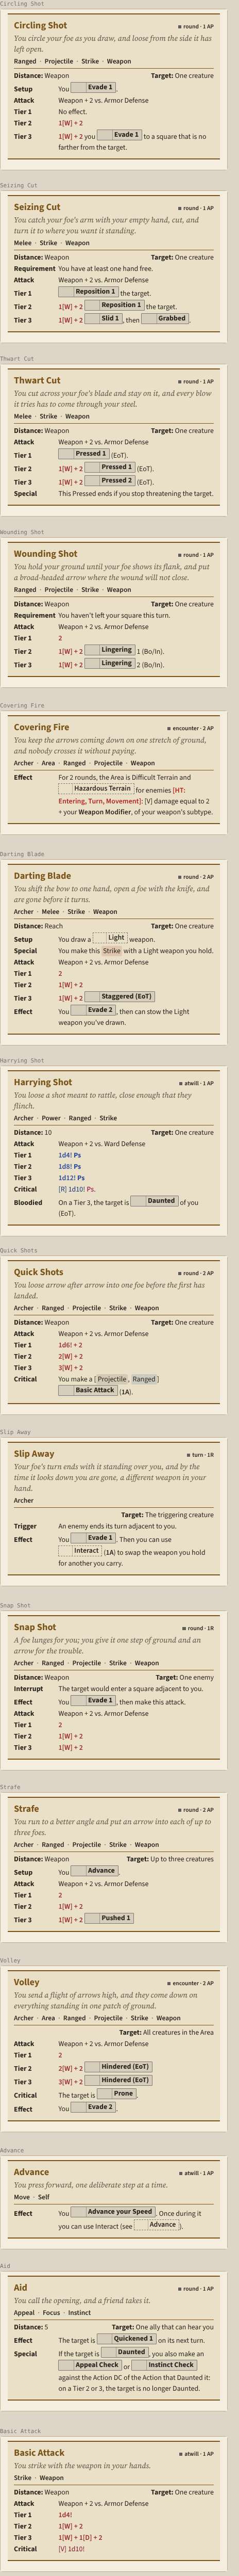 Circling Shot
Circling Shot
■ round · 1 AP
You circle your foe as you draw, and loose from the side it has
left open.
Ranged · Projectile · Strike · Weapon
Distance: Weapon Target: One creature
Setup You Evade 1.
Attack Weapon + 2 vs. Armor Defense
Tier 1 No effect.
Tier 2 1[W] + 2
Tier 3 1[W] + 2 you Evade 1 to a square that is no
farther from the target.
Seizing Cut
Seizing Cut
■ round · 1 AP
You catch your foe's arm with your empty hand, cut, and
turn it to where you want it standing.
Melee · Strike · Weapon
Distance: Weapon Target: One creature
Requirement You have at least one hand free.
Attack Weapon + 2 vs. Armor Defense
Tier 1 Reposition 1 the target.
Tier 2 1[W] + 2 Reposition 1 the target.
Tier 3 1[W] + 2 Slid 1, then Grabbed.
Thwart Cut
Thwart Cut
■ round · 1 AP
You cut across your foe's blade and stay on it, and every blow
it tries has to come through your steel.
Melee · Strike · Weapon
Distance: Weapon Target: One creature
Attack Weapon + 2 vs. Armor Defense
Tier 1 Pressed 1 (EoT).
Tier 2 1[W] + 2 Pressed 1 (EoT).
Tier 3 1[W] + 2 Pressed 2 (EoT).
Special This Pressed ends if you stop threatening the target.
Wounding Shot
Wounding Shot
■ round · 1 AP
You hold your ground until your foe shows its flank, and put
a broad-headed arrow where the wound will not close.
Ranged · Projectile · Strike · Weapon
Distance: Weapon Target: One creature
Requirement You haven't left your square this turn.
Attack Weapon + 2 vs. Armor Defense
Tier 1 2
Tier 2 1[W] + 2 Lingering 1 (Bo/In).
Tier 3 1[W] + 2 Lingering 2 (Bo/In).
Covering Fire
Covering Fire
■ encounter · 2 AP
You keep the arrows coming down on one stretch of ground,
and nobody crosses it without paying.
Archer · Area · Ranged · Projectile · Weapon
Effect For 2 rounds, the Area is Difficult Terrain and
Hazardous Terrain for enemies [HT:
Entering, Turn, Movement]: [V] damage equal to 2
+ your Weapon Modifier, of your weapon's subtype.
Darting Blade
Darting Blade
■ round · 2 AP
You shift the bow to one hand, open a foe with the knife, and
are gone before it turns.
Archer · Melee · Strike · Weapon
Distance: Reach Target: One creature
Setup You draw a Light weapon.
Special You make this Strike with a Light weapon you hold.
Attack Weapon + 2 vs. Armor Defense
Tier 1 2
Tier 2 1[W] + 2
Tier 3 1[W] + 2 Staggered (EoT)
Effect You Evade 2, then can stow the Light
weapon you've drawn.
Harrying Shot
Harrying Shot
■ atwill · 1 AP
You loose a shot meant to rattle, close enough that they
flinch.
Archer · Power · Ranged · Strike
Distance: 10 Target: One creature
Attack Weapon + 2 vs. Ward Defense
Tier 1 1d4! Ps
Tier 2 1d8! Ps
Tier 3 1d12! Ps
Critical [R] 1d10! Ps.
Bloodied On a Tier 3, the target is Daunted of you
(EoT).
Quick Shots
Quick Shots
■ round · 2 AP
You loose arrow after arrow into one foe before the first has
landed.
Archer · Ranged · Projectile · Strike · Weapon
Distance: Weapon Target: One creature
Attack Weapon + 2 vs. Armor Defense
Tier 1 1d6! + 2
Tier 2 2[W] + 2
Tier 3 3[W] + 2
Critical You make a [Projectile, Ranged]
Basic Attack (1A).
Slip Away
Slip Away
■ turn · 1R
Your foe's turn ends with it standing over you, and by the
time it looks down you are gone, a different weapon in your
hand.
Archer
Target: The triggering creature
Trigger An enemy ends its turn adjacent to you.
Effect You Evade 1. Then you can use
Interact (1A) to swap the weapon you hold
for another you carry.
Snap Shot
Snap Shot
■ round · 1R
A foe lunges for you; you give it one step of ground and an
arrow for the trouble.
Archer · Ranged · Projectile · Strike · Weapon
Distance: Weapon Target: One enemy
Interrupt The target would enter a square adjacent to you.
Effect You Evade 1, then make this attack.
Tier 1 2
Tier 2 1[W] + 2
Tier 3 1[W] + 2
Strafe
Strafe
■ round · 2 AP
You run to a better angle and put an arrow into each of up to
three foes.
Archer · Ranged · Projectile · Strike · Weapon
Distance: Weapon Target: Up to three creatures
Setup You Advance.
Attack Weapon + 2 vs. Armor Defense
Tier 1 2
Tier 2 1[W] + 2
Tier 3 1[W] + 2 Pushed 1
Volley
Volley
■ encounter · 2 AP
You send a flight of arrows high, and they come down on
everything standing in one patch of ground.
Archer · Area · Ranged · Projectile · Strike · Weapon
Target: All creatures in the Area
Attack Weapon + 2 vs. Armor Defense
Tier 1 2
Tier 2 2[W] + 2 Hindered (EoT)
Tier 3 3[W] + 2 Hindered (EoT)
Critical The target is Prone.
Effect You Evade 2.
Advance
Advance
■ atwill · 1 AP
You press forward, one deliberate step at a time.
Move · Self
Effect You Advance your Speed. Once during it
you can use Interact (see Advance).
Aid
Aid
■ round · 1 AP
You call the opening, and a friend takes it.
Appeal · Focus · Instinct
Distance: 5 Target: One ally that can hear you
Effect The target is Quickened 1 on its next turn.
Special If the target is Daunted, you also make an
Appeal Check or Instinct Check
against the Action DC of the Action that Daunted it:
on a Tier 2 or 3, the target is no longer Daunted.
Basic Attack
Basic Attack
■ atwill · 1 AP
You strike with the weapon in your hands.
Strike · Weapon
Distance: Weapon Target: One creature
Attack Weapon + 2 vs. Armor Defense
Tier 1 1d4!
Tier 2 1[W] + 2
Tier 3 1[W] + 1[D] + 2
Critical [V] 1d10!